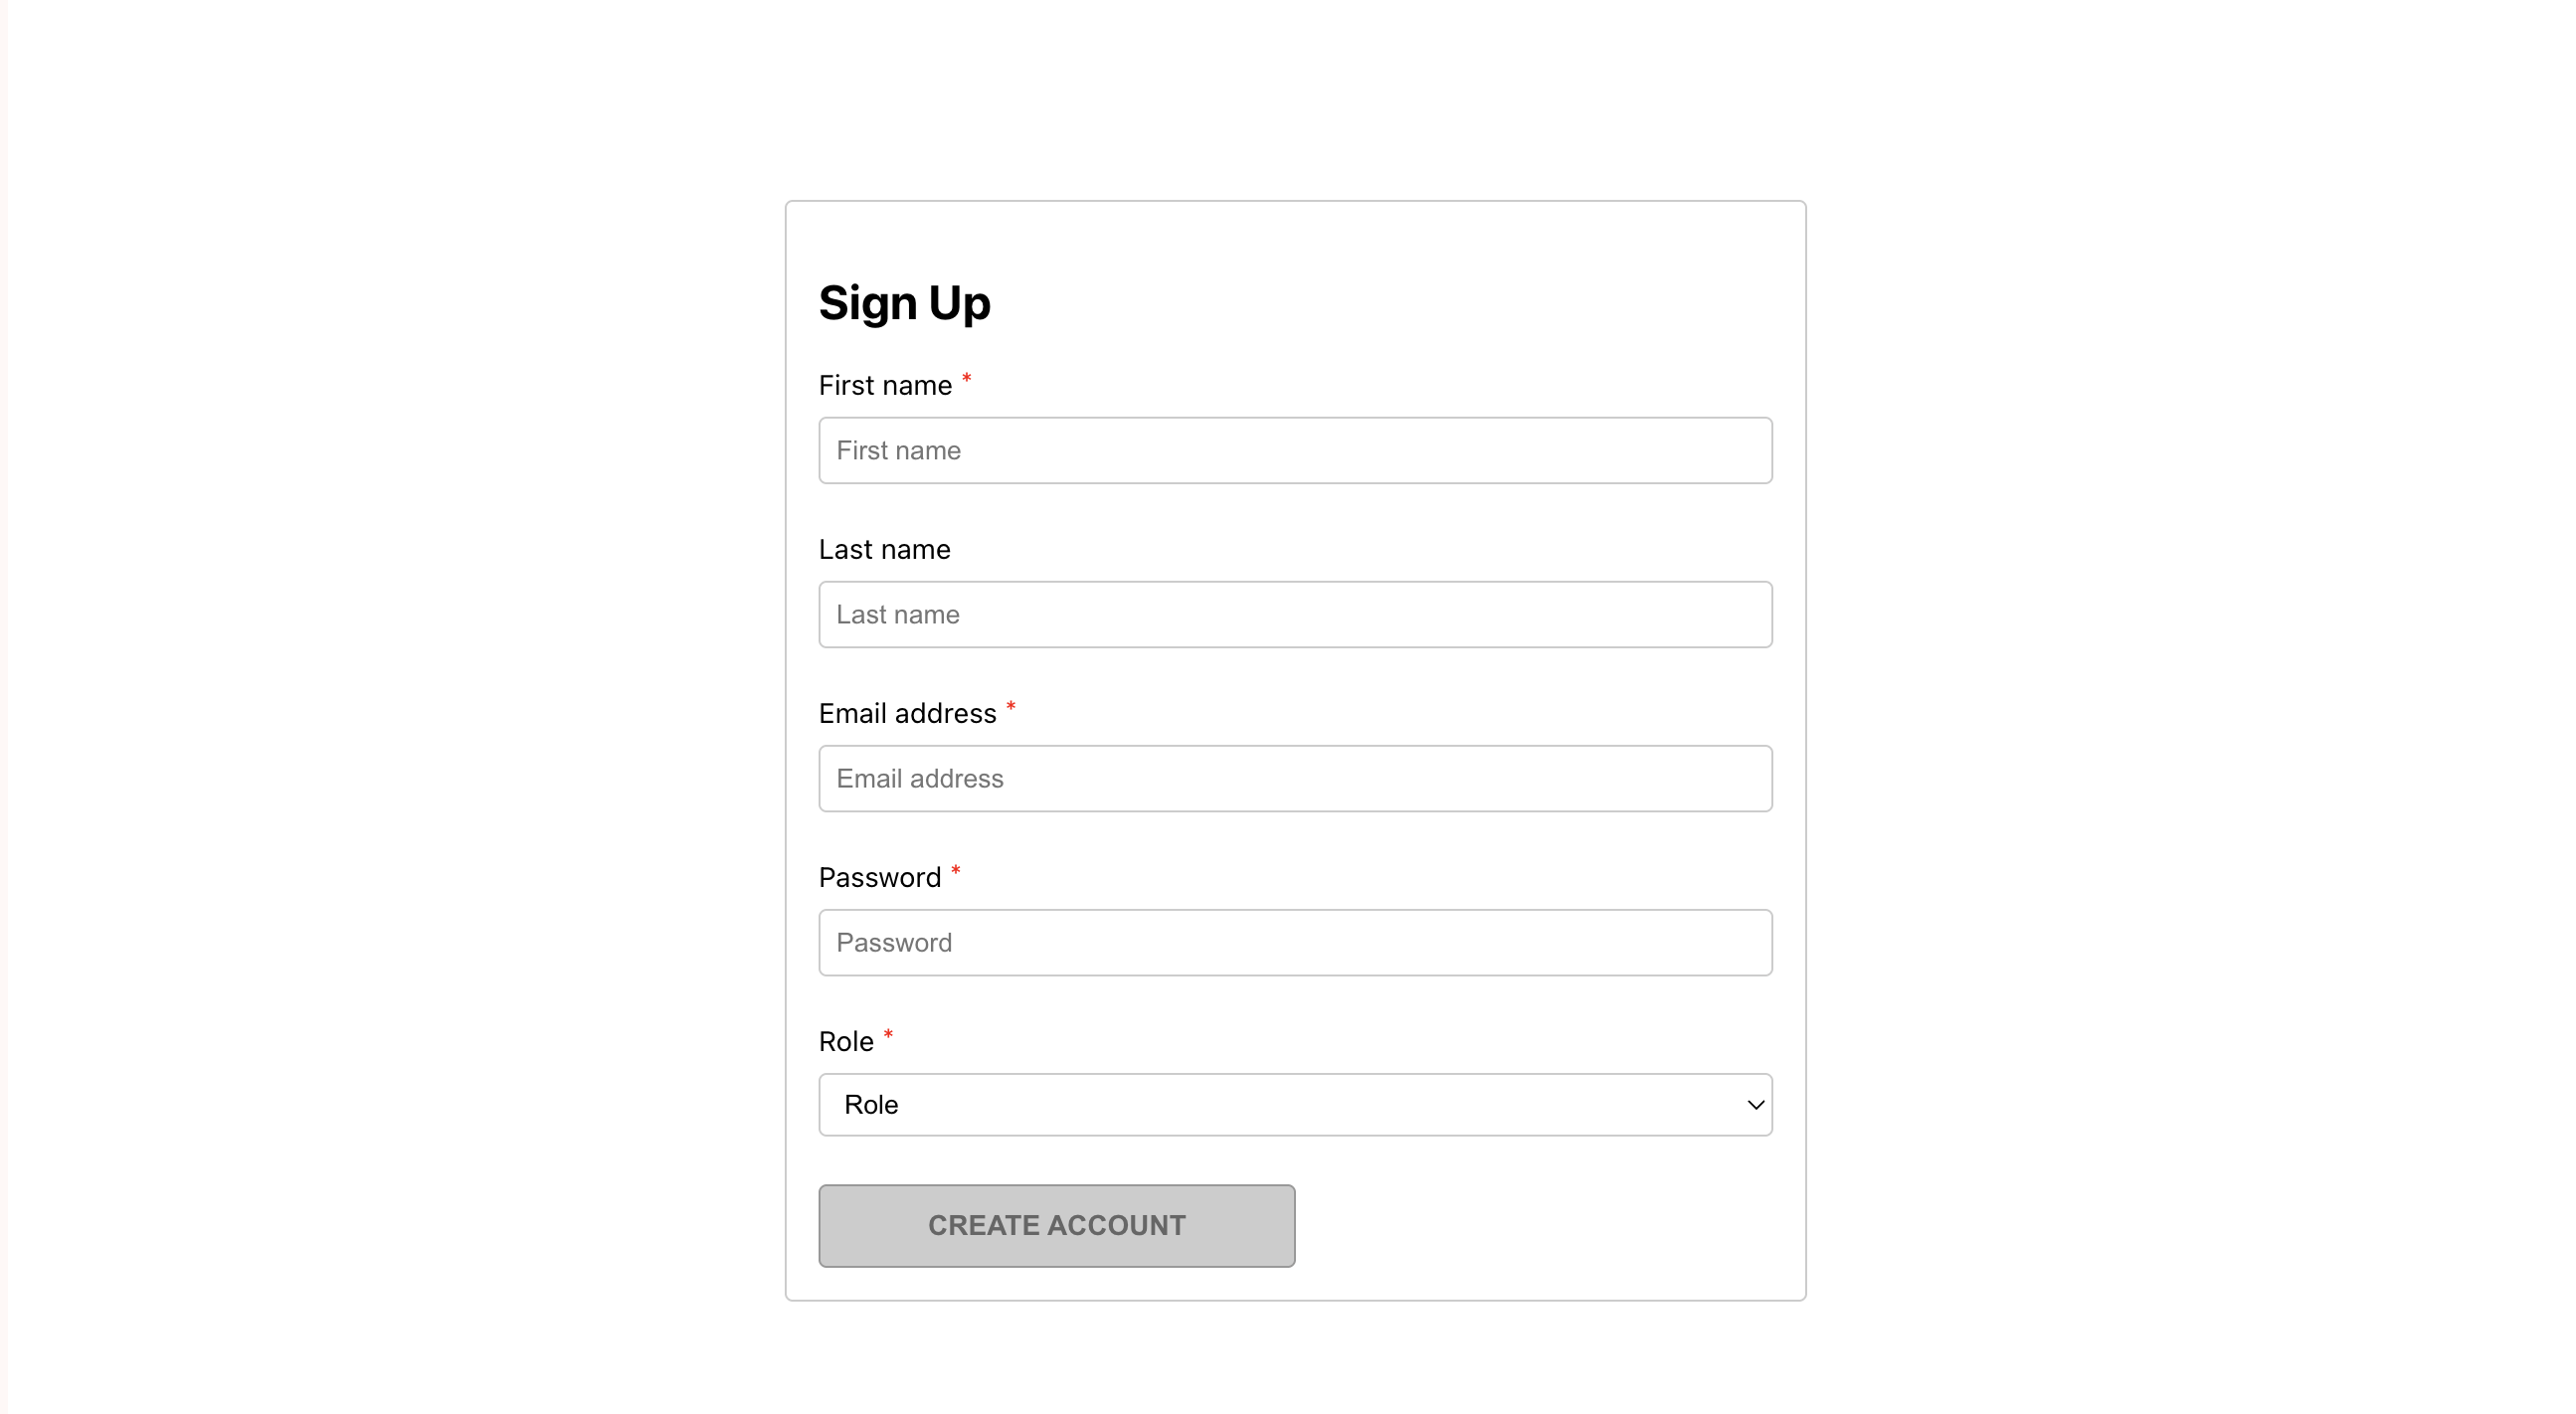 Sign Up
First name *
First name
Last name
Last name
Email address *
Email address
Password *
Password
Role *
Role
CREATE ACCOUNT